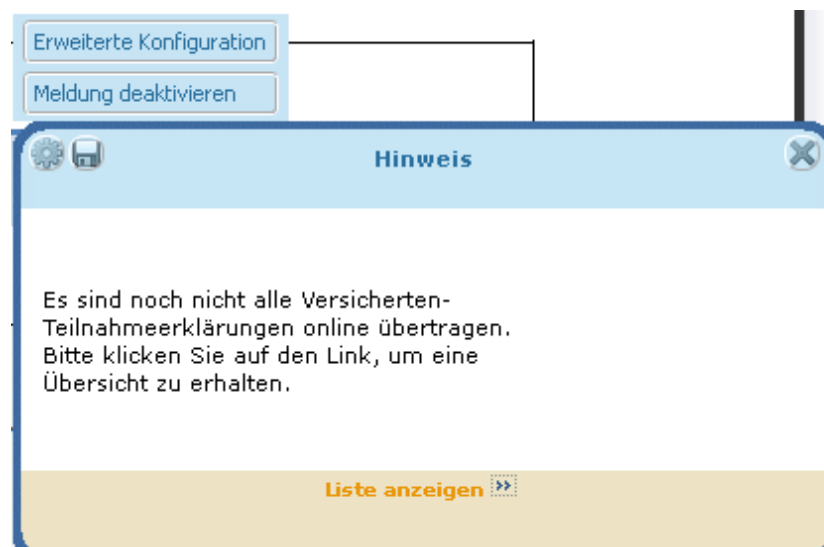 Erweiterte Konfiguration
Meldung deaktivieren
Hinweis
Es sind noch nicht alle Versicherten-
Teilnahmeerklärungen online übertragen.
Bitte klicken Sie auf den Link, um eine
Übersicht zu erhalten.
Liste anzeigen